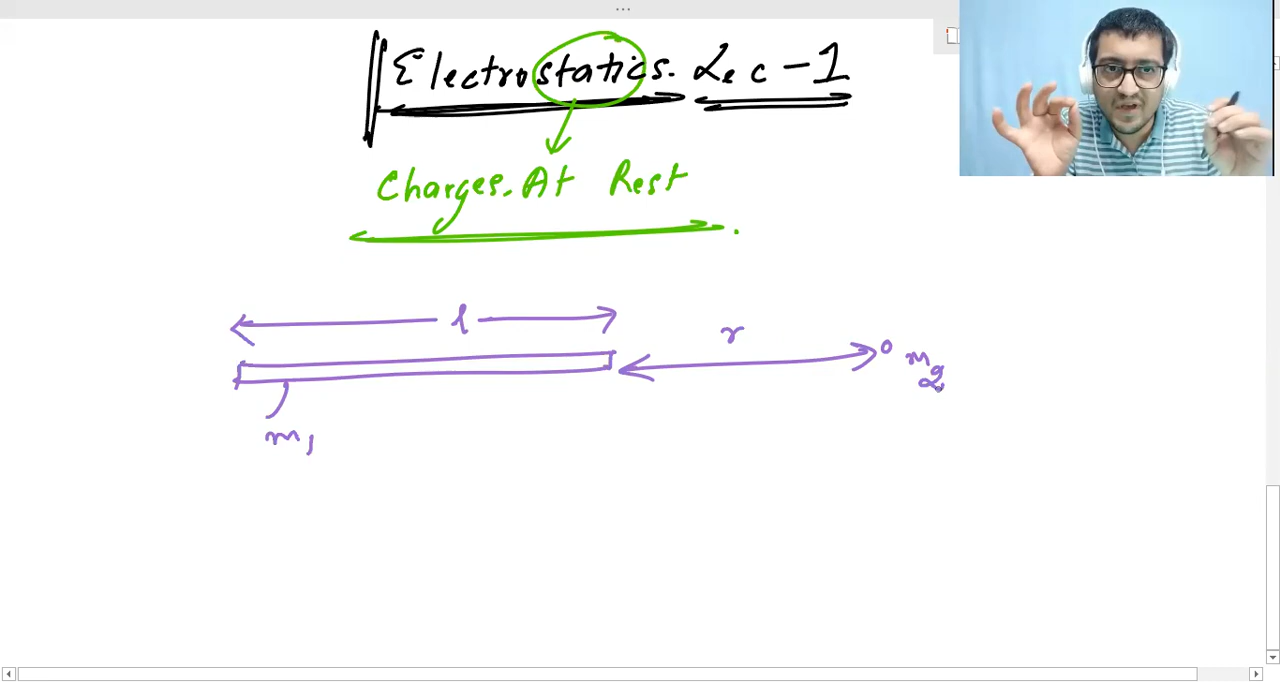 Electrostatics. Lec-1
Charges. At Rest
l
r
m2
m1